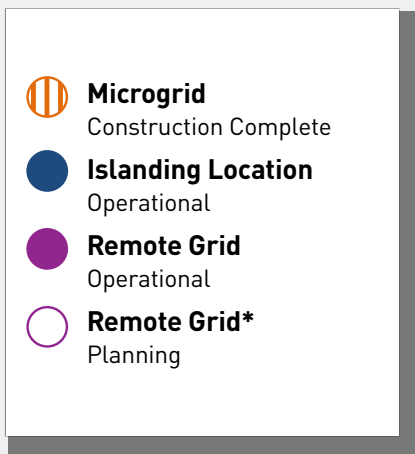 Microgrid
Construction Complete
Islanding Location
Operational
Remote Grid
Operational
Remote Grid*
Planning